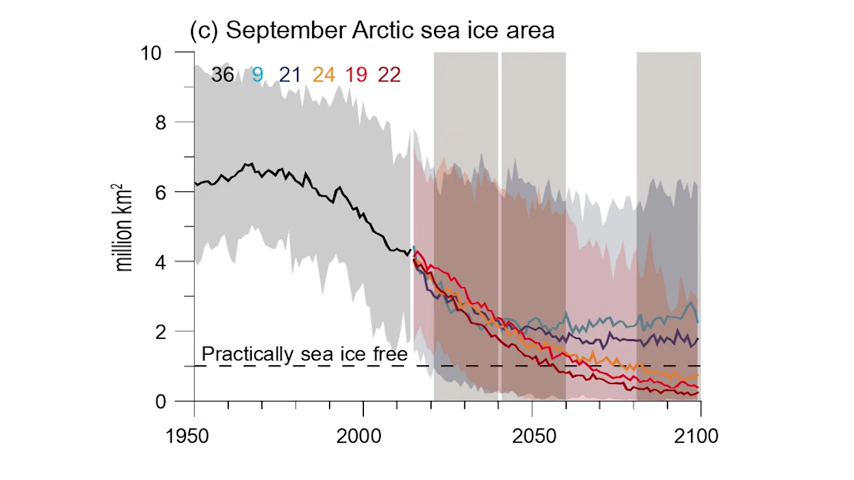 (c) September Arctic sea ice area
10
36 9 21 24 19 22
8
6
million km²
4
2
Practically sea ice free
0
1950 2000 2050 2100